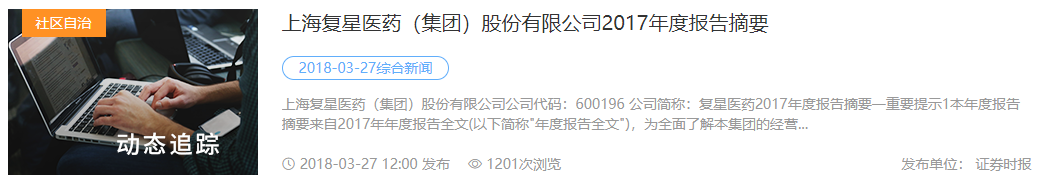 社区自治
动态追踪
上海复星医药（集团）股份有限公司2017年度报告摘要
2018-03-27综合新闻
上海复星医药（集团）股份有限公司公司代码：600196 公司简称：复星医药2017年度报告摘要一重要提示1本年度报告
摘要来自2017年年度报告全文(以下简称"年度报告全文")，为全面了解本集团的经营...
2018-03-27 12:00 发布 1201次浏览 发布单位： 证券时报